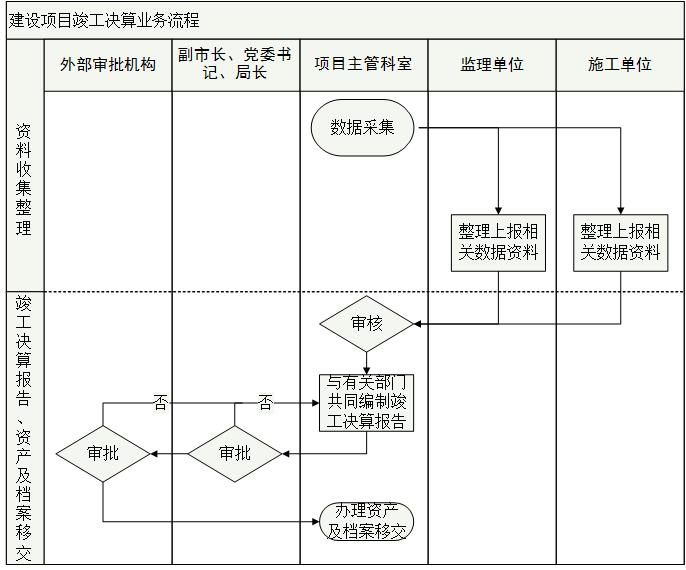 建设项目竣工决算业务流程
外部审批机构
副市长、党委书
记、局长
项目主管科室
监理单位
施工单位
资料收集整理
数据采集
整理上报相
关数据资料
整理上报相
关数据资料
竣工决算报告、资产及档案移交
审核
与有关部门
共同编制竣
工决算报告
否
否
审批
审批
办理资产
及档案移交